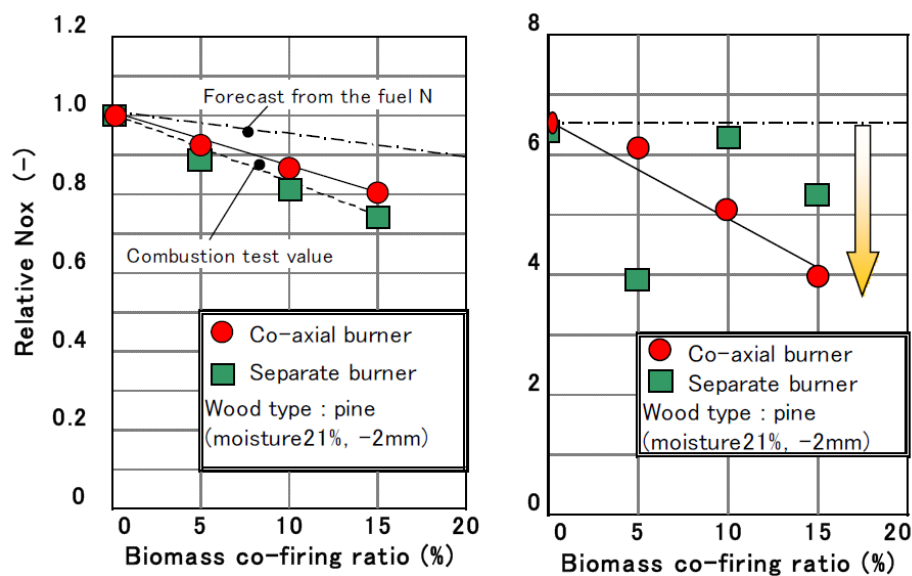 1.2
1.0
0.8
0.6
0.4
0.2
0
Relative Nox (-)
Forecast from the fuel N
Combustion test value
Co-axial burner
Separate burner
Wood type : pine
(moisture21%, -2mm)
0 5 10 15 20
Biomass co-firing ratio (%)
8
6
4
2
0
Co-axial burner
Separate burner
Wood type : pine
(moisture21%, -2mm)
0 5 10 15 20
Biomass co-firing ratio (%)